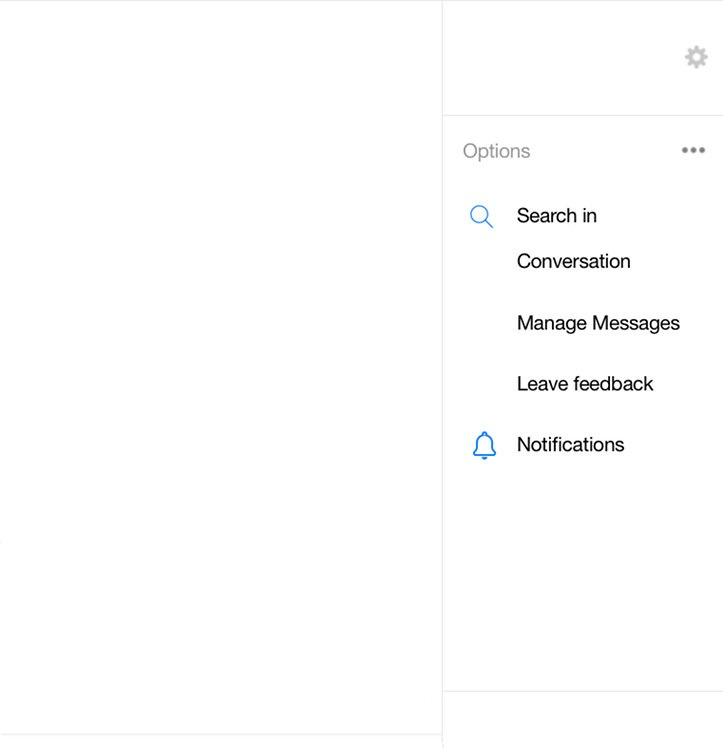 Options
Search in
Conversation
Manage Messages
Leave feedback
Notifications